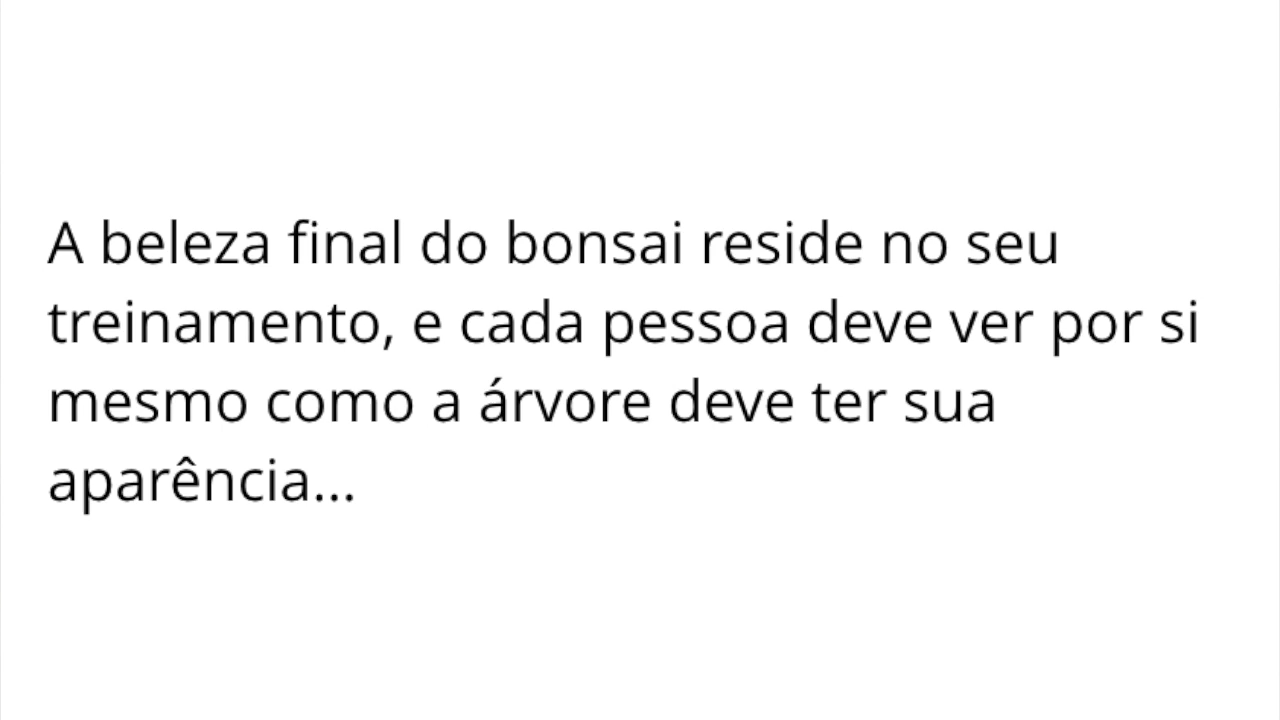 A beleza final do bonsai reside no seu
treinamento, e cada pessoa deve ver por si
mesmo como a árvore deve ter sua
aparência...